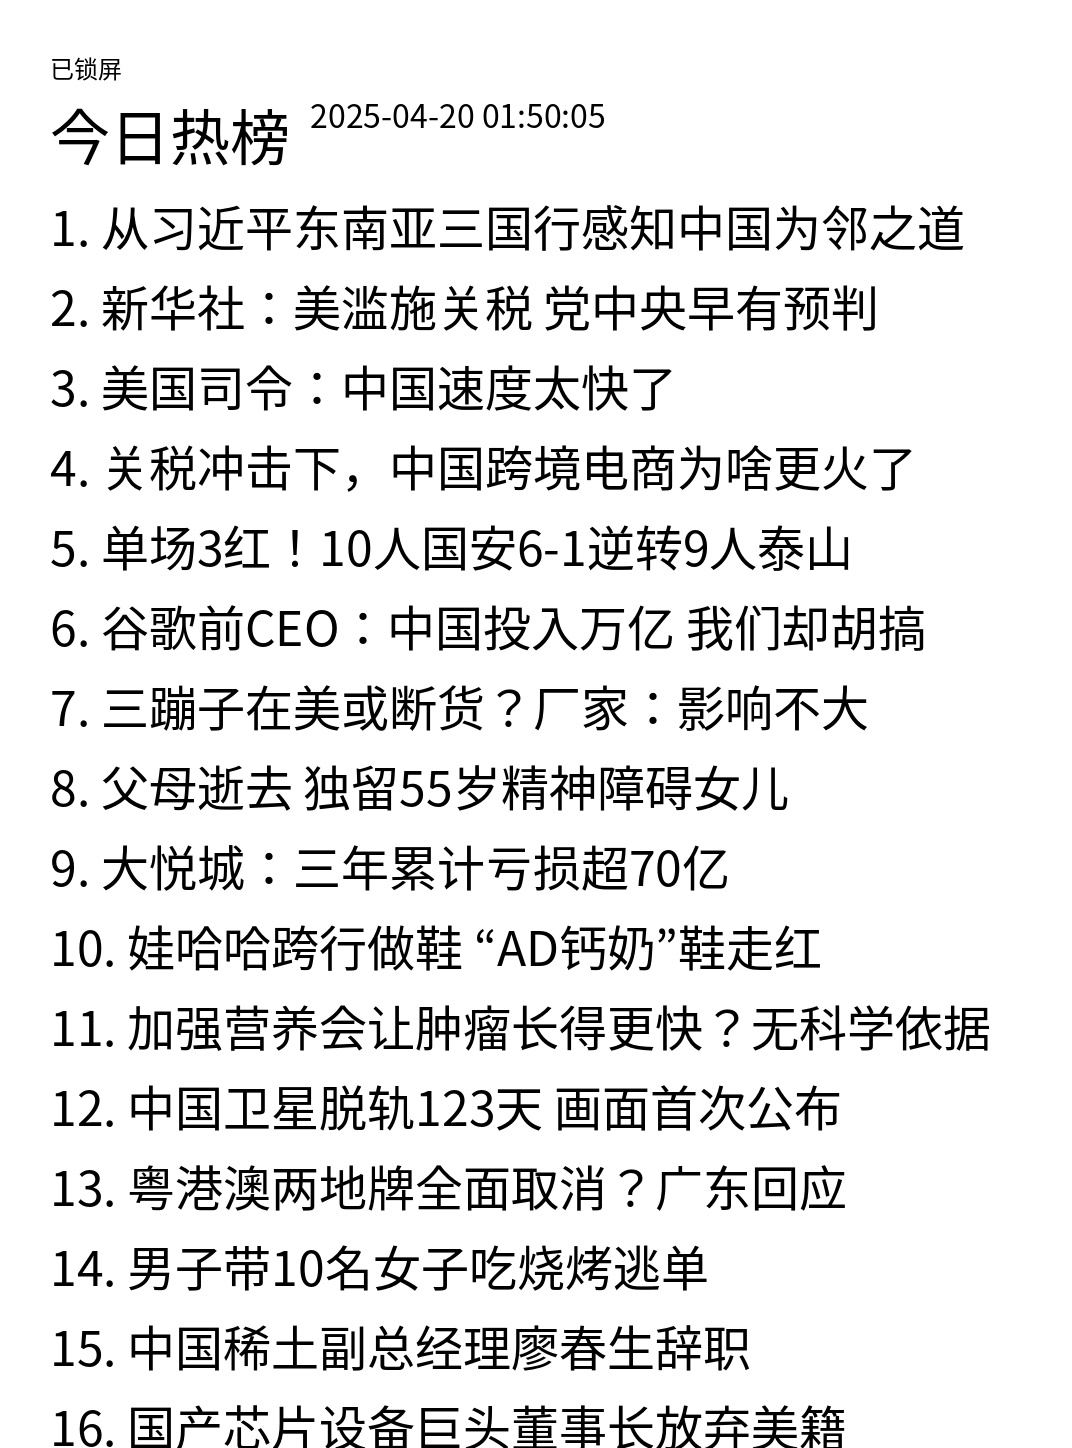 已锁屏
今日热榜 2025-04-20 01:50:05
1. 从习近平东南亚三国行感知中国为邻之道
2. 新华社：美滥施关税 党中央早有预判
3. 美国司令：中国速度太快了
4. 关税冲击下，中国跨境电商为啥更火了
5. 单场3红！10人国安6-1逆转9人泰山
6. 谷歌前CEO：中国投入万亿 我们却胡搞
7. 三蹦子在美或断货？厂家：影响不大
8. 父母逝去 独留55岁精神障碍女儿
9. 大悦城：三年累计亏损超70亿
10. 娃哈哈跨行做鞋 “AD钙奶”鞋走红
11. 加强营养会让肿瘤长得更快？无科学依据
12. 中国卫星脱轨123天 画面首次公布
13. 粤港澳两地牌全面取消？广东回应
14. 男子带10名女子吃烧烤逃单
15. 中国稀土副总经理廖春生辞职
16. 国产芯片设备巨头董事长放弃美籍